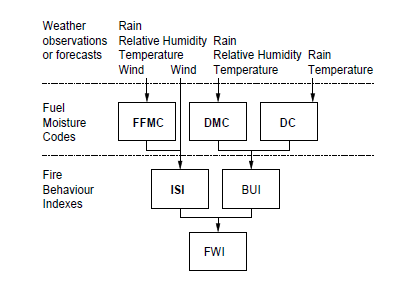 Weather Rain
observations Relative Humidity Rain
or forecasts Temperature Relative Humidity Rain
Wind Wind Temperature Temperature
Fuel
Moisture
Codes
FFMC DMC DC
Fire
Behaviour
Indexes
ISI BUI
FWI